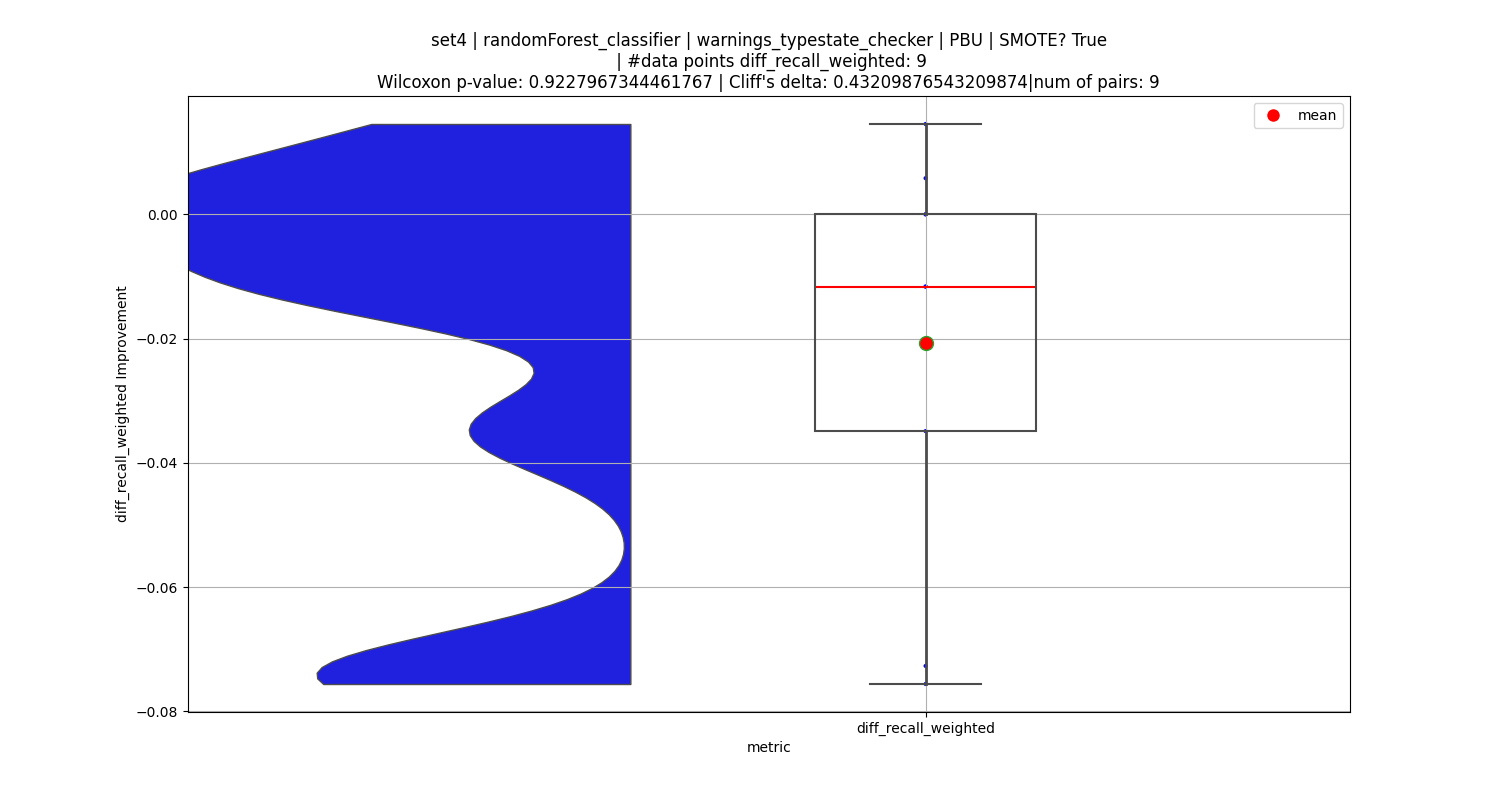 set4 | randomForest_classifier | warnings_typestate_checker | PBU | SMOTE? True
| #data points diff_recall_weighted: 9
Wilcoxon p-value: 0.9227967344461767 | Cliff's delta: 0.43209876543209874|num of pairs: 9
mean
0.00
−0.02
−0.04
−0.06
−0.08
diff_recall_weighted Improvement
diff_recall_weighted
metric